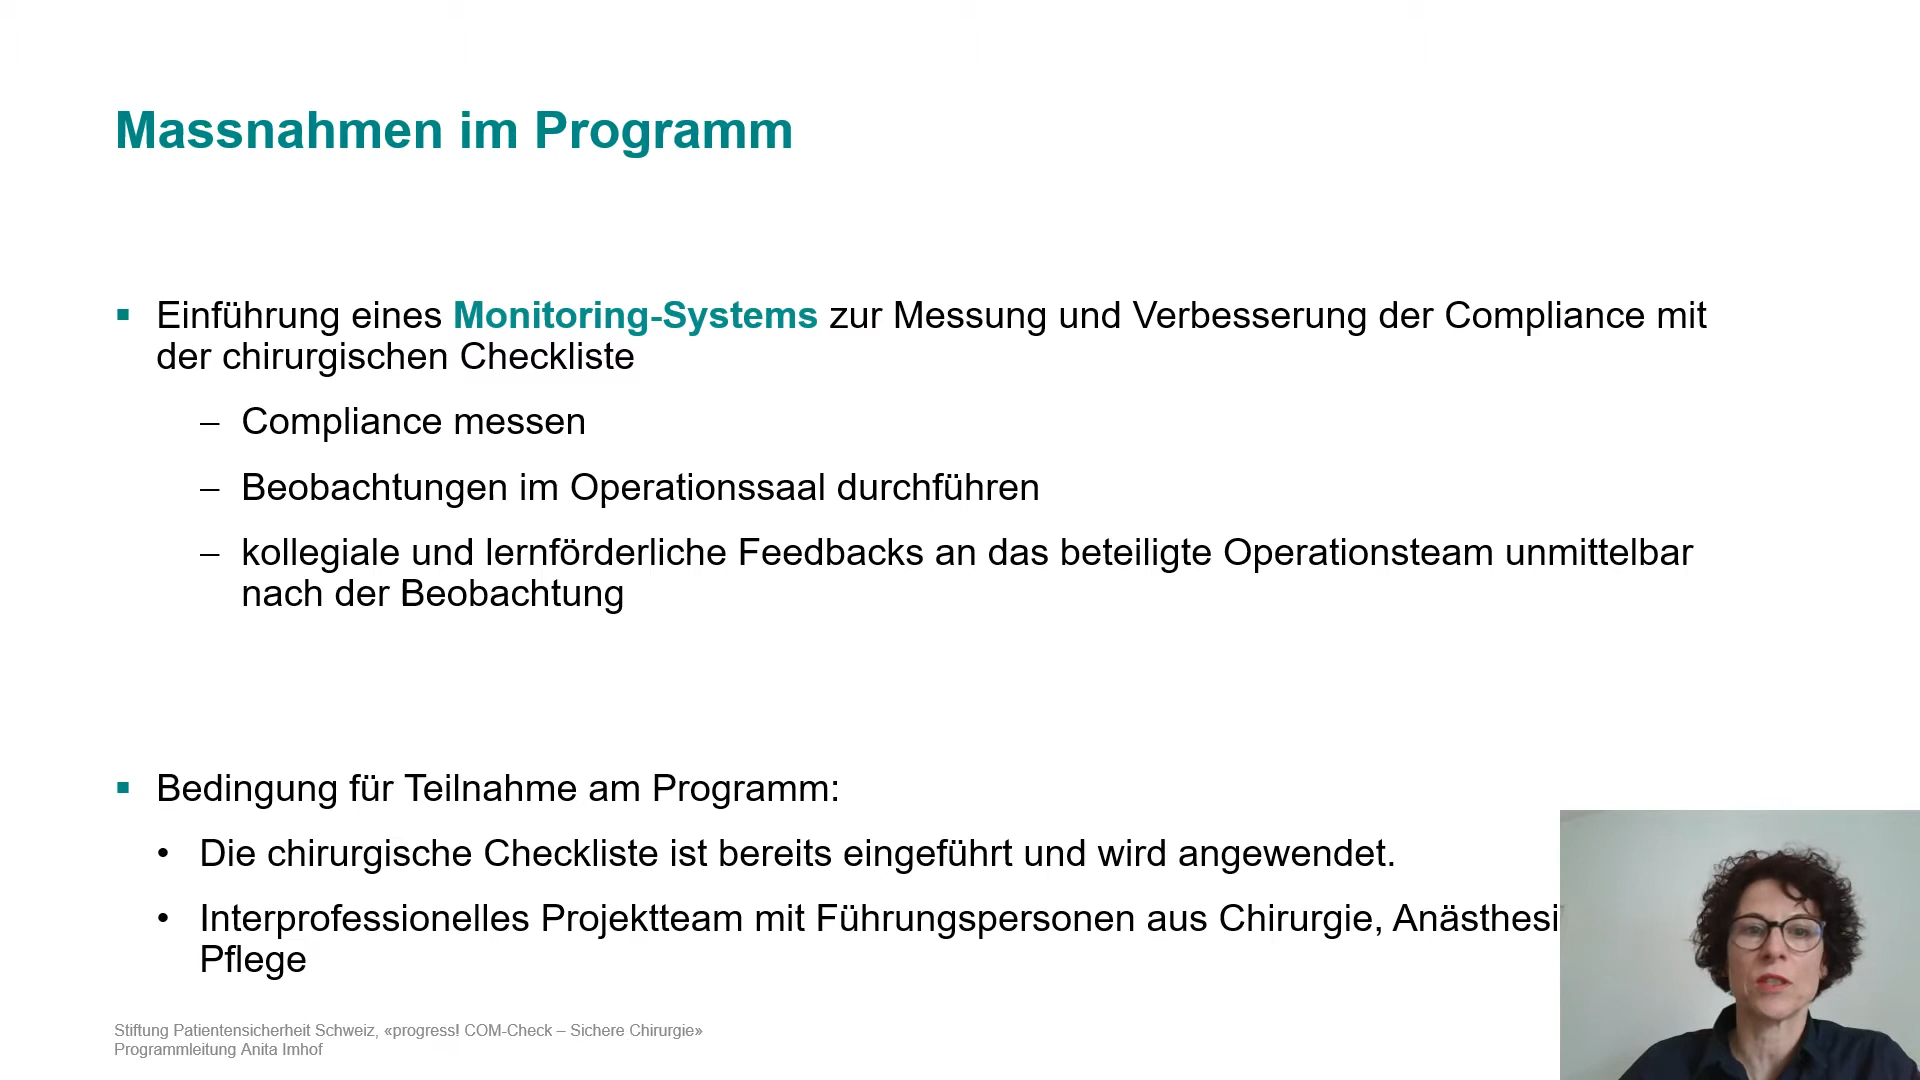 Massnahmen im Programm
▪ Einführung eines Monitoring-Systems zur Messung und Verbesserung der Compliance mit
der chirurgischen Checkliste
– Compliance messen
– Beobachtungen im Operationssaal durchführen
– kollegiale und lernförderliche Feedbacks an das beteiligte Operationsteam unmittelbar
nach der Beobachtung
▪ Bedingung für Teilnahme am Programm:
• Die chirurgische Checkliste ist bereits eingeführt und wird angewendet.
• Interprofessionelles Projektteam mit Führungspersonen aus Chirurgie,
Pflege
Stiftung Patientensicherheit Schweiz, «progress! COM-Check – Sichere Chirurgie»
Programmleitung Anita Imhof